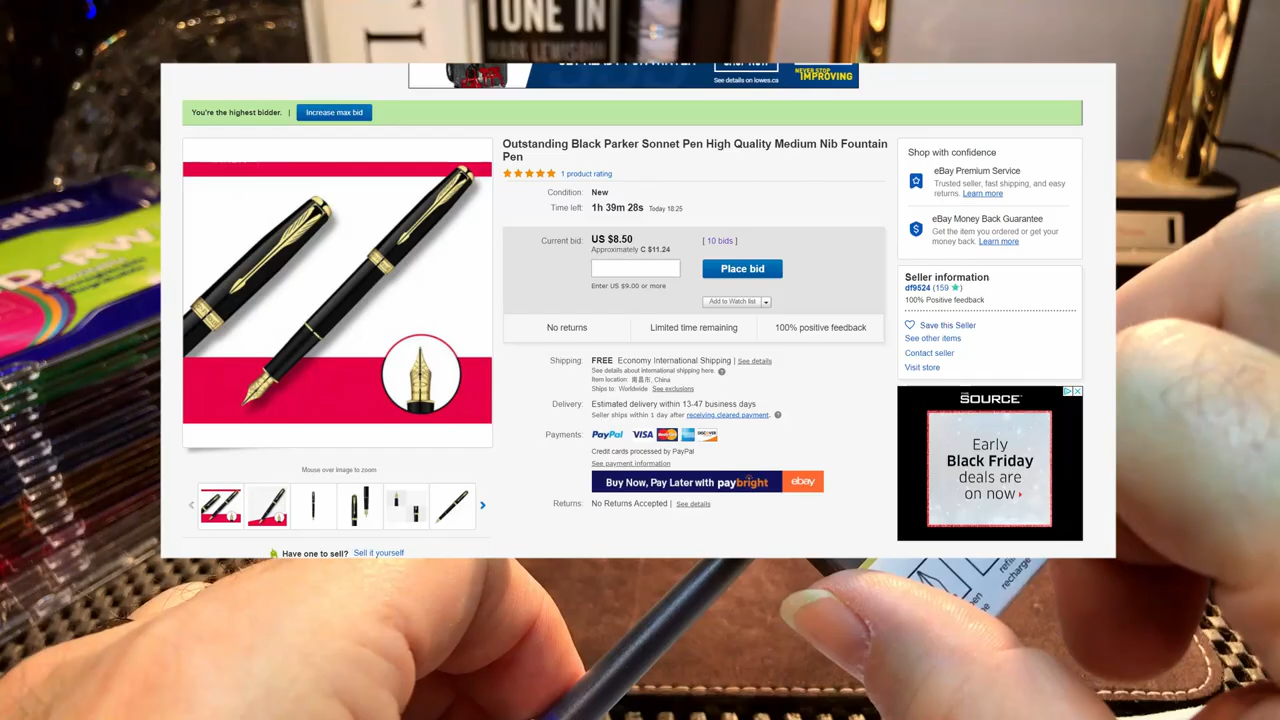 TUNE IN
MARK LEWISOHN
See details on lowes.ca
NEVER STOP
IMPROVING
You're the highest bidder. | Increase max bid
Outstanding Black Parker Sonnet Pen High Quality Medium Nib Fountain
Pen
1 product rating
Condition: New
Time left: 1h 39m 28s Today 18:25
Current bid: US $8.50 [ 10 bids ]
Approximately C $11.24
Place bid
Enter US $9.00 or more
Add to Watch list
No returns Limited time remaining 100% positive feedback
Shipping: FREE Economy International Shipping | See details
See details about international shipping here.
Item location: 南昌市, China
Ships to: Worldwide See exclusions
Delivery: Estimated delivery within 13-47 business days
Seller ships within 1 day after receiving cleared payment.
Payments: PayPal VISA MasterCard DISCOVER
Credit cards processed by PayPal
See payment information
Buy Now, Pay Later with paybright ebay
Returns: No Returns Accepted | See details
Mouse over image to zoom
Have one to sell? Sell it yourself
Shop with confidence
eBay Premium Service
Trusted seller, fast shipping, and easy
returns. Learn more
eBay Money Back Guarantee
Get the item you ordered or get your
money back. Learn more
Seller information
df9524 (159 )
100% Positive feedback
Save this Seller
See other items
Contact seller
Visit store
SOURCE
Early
Black Friday
deals are
on now